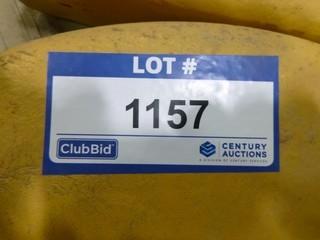 LOT #
1157
ClubBid
CENTURY
AUCTIONS
A DIVISION OF CENTURY SERVICES